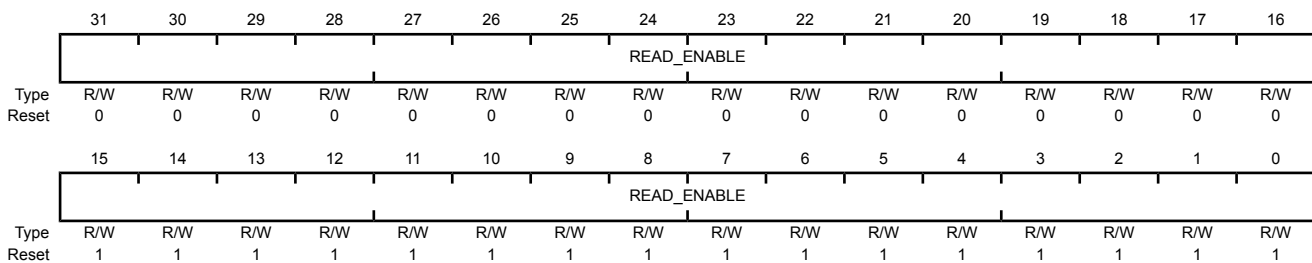 31 30 29 28 27 26 25 24 23 22 21 20 19 18 17 16
READ_ENABLE
Type R/W R/W R/W R/W R/W R/W R/W R/W R/W R/W R/W R/W R/W R/W R/W R/W
Reset 0 0 0 0 0 0 0 0 0 0 0 0 0 0 0 0
15 14 13 12 11 10 9 8 7 6 5 4 3 2 1 0
READ_ENABLE
Type R/W R/W R/W R/W R/W R/W R/W R/W R/W R/W R/W R/W R/W R/W R/W R/W
Reset 1 1 1 1 1 1 1 1 1 1 1 1 1 1 1 1